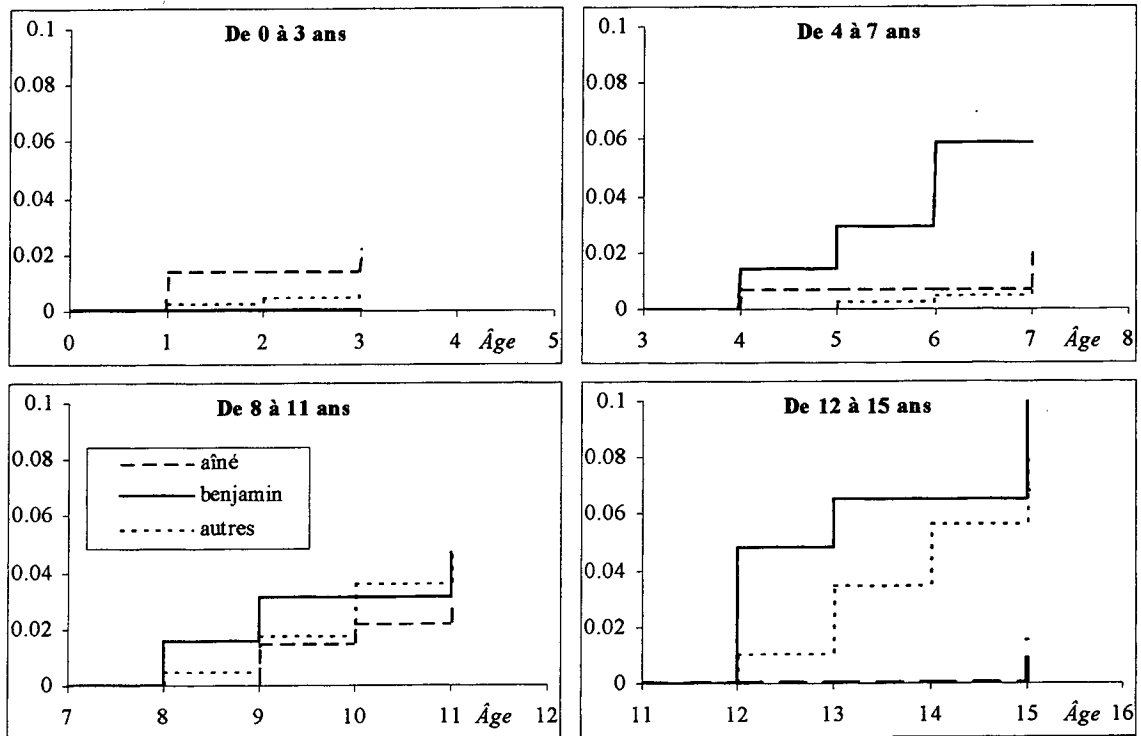 De 0 à 3 ans
0.1
0.08
0.06
0.04
0.02
0
0 1 2 3 4 Âge 5
De 4 à 7 ans
0.1
0.08
0.06
0.04
0.02
0
3 4 5 6 7 Âge 8
De 8 à 11 ans
0.1
0.08
0.06
0.04
0.02
0
aîné
benjamin
autres
7 8 9 10 11 Âge 12
De 12 à 15 ans
0.1
0.08
0.06
0.04
0.02
0
11 12 13 14 15 Âge 16